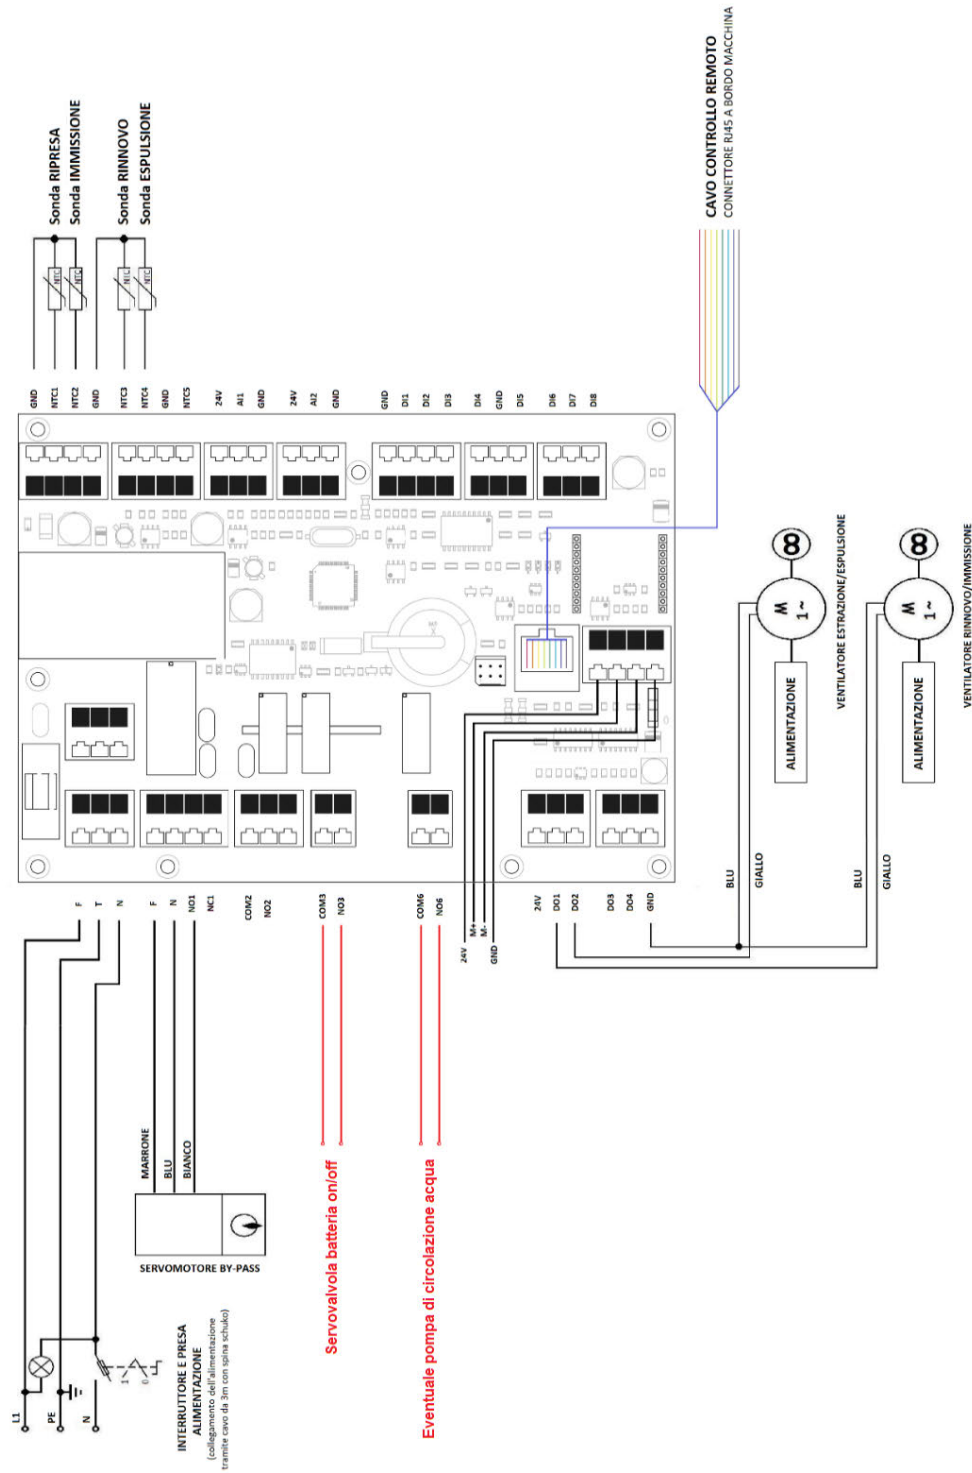 Sonda RIPRESA
Sonda IMMISSIONE
Sonda RINNOVO
Sonda ESPULSIONE
NTC
NTC
NTC
NTC
CAVO CONTROLLO REMOTO
CONNETTORE RJ45 A BORDO MACCHINA
GND
NTC1
NTC2
GND
NTC3
NTC4
GND
NTC5
24V
AI1
GND
24V
AI2
GND
GND
DI1
DI2
DI3
DI4
GND
DI5
DI6
DI7
DI8
F
T
N
F
N
NO1
NC1
COM2
NO2
COM3
NO3
COM6
NO6
24V
M+
M-
GND
24V
DO1
DO2
DO3
DO4
GND
BLU
GIALLO
BLU
GIALLO
M
1~
ALIMENTAZIONE
VENTILATORE ESTRAZIONE/ESPULSIONE
M
1~
ALIMENTAZIONE
VENTILATORE RINNOVO/IMMISSIONE
MARRONE
BLU
BIANCO
SERVOMOTORE BY-PASS
Servovalvola batteria on/off
Eventuale pompa di circolazione acqua
L1
PE
N
1
0
INTERRUTTORE E PRESA
ALIMENTAZIONE
(collegamento dell'alimentazione
tramite cavo da 3m con spina schuko)